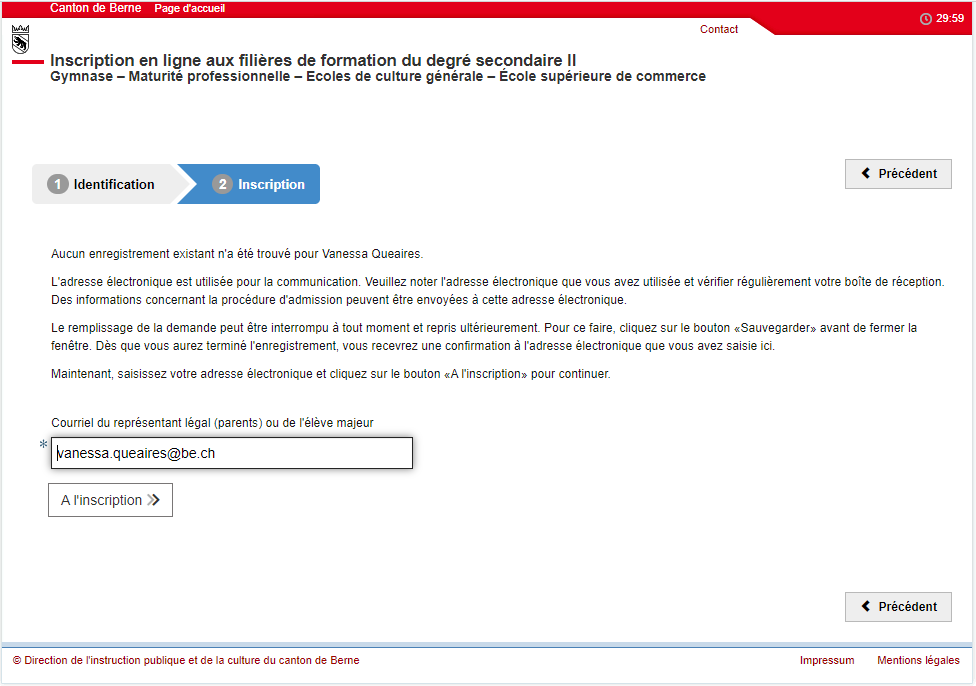 Canton de Berne Page d'accueil
29:59
Contact
Inscription en ligne aux filières de formation du degré secondaire II
Gymnase – Maturité professionnelle – Ecoles de culture générale – École supérieure de commerce
1 Identification
2 Inscription
Précédent
Aucun enregistrement existant n'a été trouvé pour Vanessa Queaires.
L'adresse électronique est utilisée pour la communication. Veuillez noter l'adresse électronique que vous avez utilisée et vérifier régulièrement votre boîte de réception.
Des informations concernant la procédure d'admission peuvent être envoyées à cette adresse électronique.
Le remplissage de la demande peut être interrompu à tout moment et repris ultérieurement. Pour ce faire, cliquez sur le bouton «Sauvegarder» avant de fermer la
fenêtre. Dès que vous aurez terminé l'enregistrement, vous recevrez une confirmation à l'adresse électronique que vous avez saisie ici.
Maintenant, saisissez votre adresse électronique et cliquez sur le bouton «A l'inscription» pour continuer.
Courriel du représentant légal (parents) ou de l'élève majeur
* vanessa.queaires@be.ch
A l'inscription
Précédent
© Direction de l'instruction publique et de la culture du canton de Berne
Impressum Mentions légales